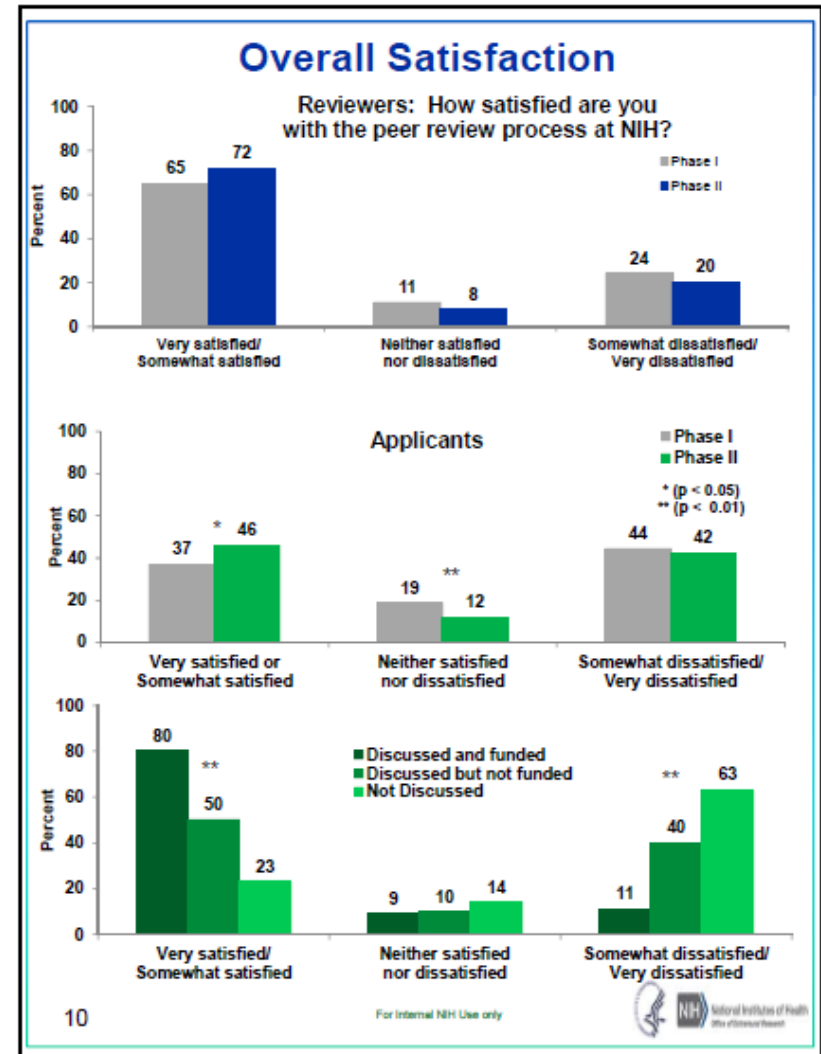 Overall Satisfaction
Reviewers: How satisfied are you
with the peer review process at NIH?
Phase I
Phase II
Percent
100
80
60
40
20
0
65
72
11
8
24
20
Very satisfied/
Somewhat satisfied
Neither satisfied
nor dissatisfied
Somewhat dissatisfied/
Very dissatisfied
Applicants
Phase I
Phase II
* (p < 0.05)
** (p < 0.01)
Percent
100
80
60
40
20
0
37
*
46
19
**
12
44
42
Very satisfied or
Somewhat satisfied
Neither satisfied
nor dissatisfied
Somewhat dissatisfied/
Very dissatisfied
Discussed and funded
Discussed but not funded
Not Discussed
Percent
100
80
60
40
20
0
80
**
50
23
9
10
14
11
**
40
63
Very satisfied/
Somewhat satisfied
Neither satisfied
nor dissatisfied
Somewhat dissatisfied/
Very dissatisfied
10
For Internal NIH Use only
NIH
National Institutes of Health
Office of Extramural Research